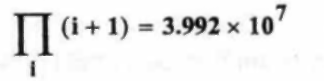 ∏ (i + 1) = 3.992 × 10⁷
i